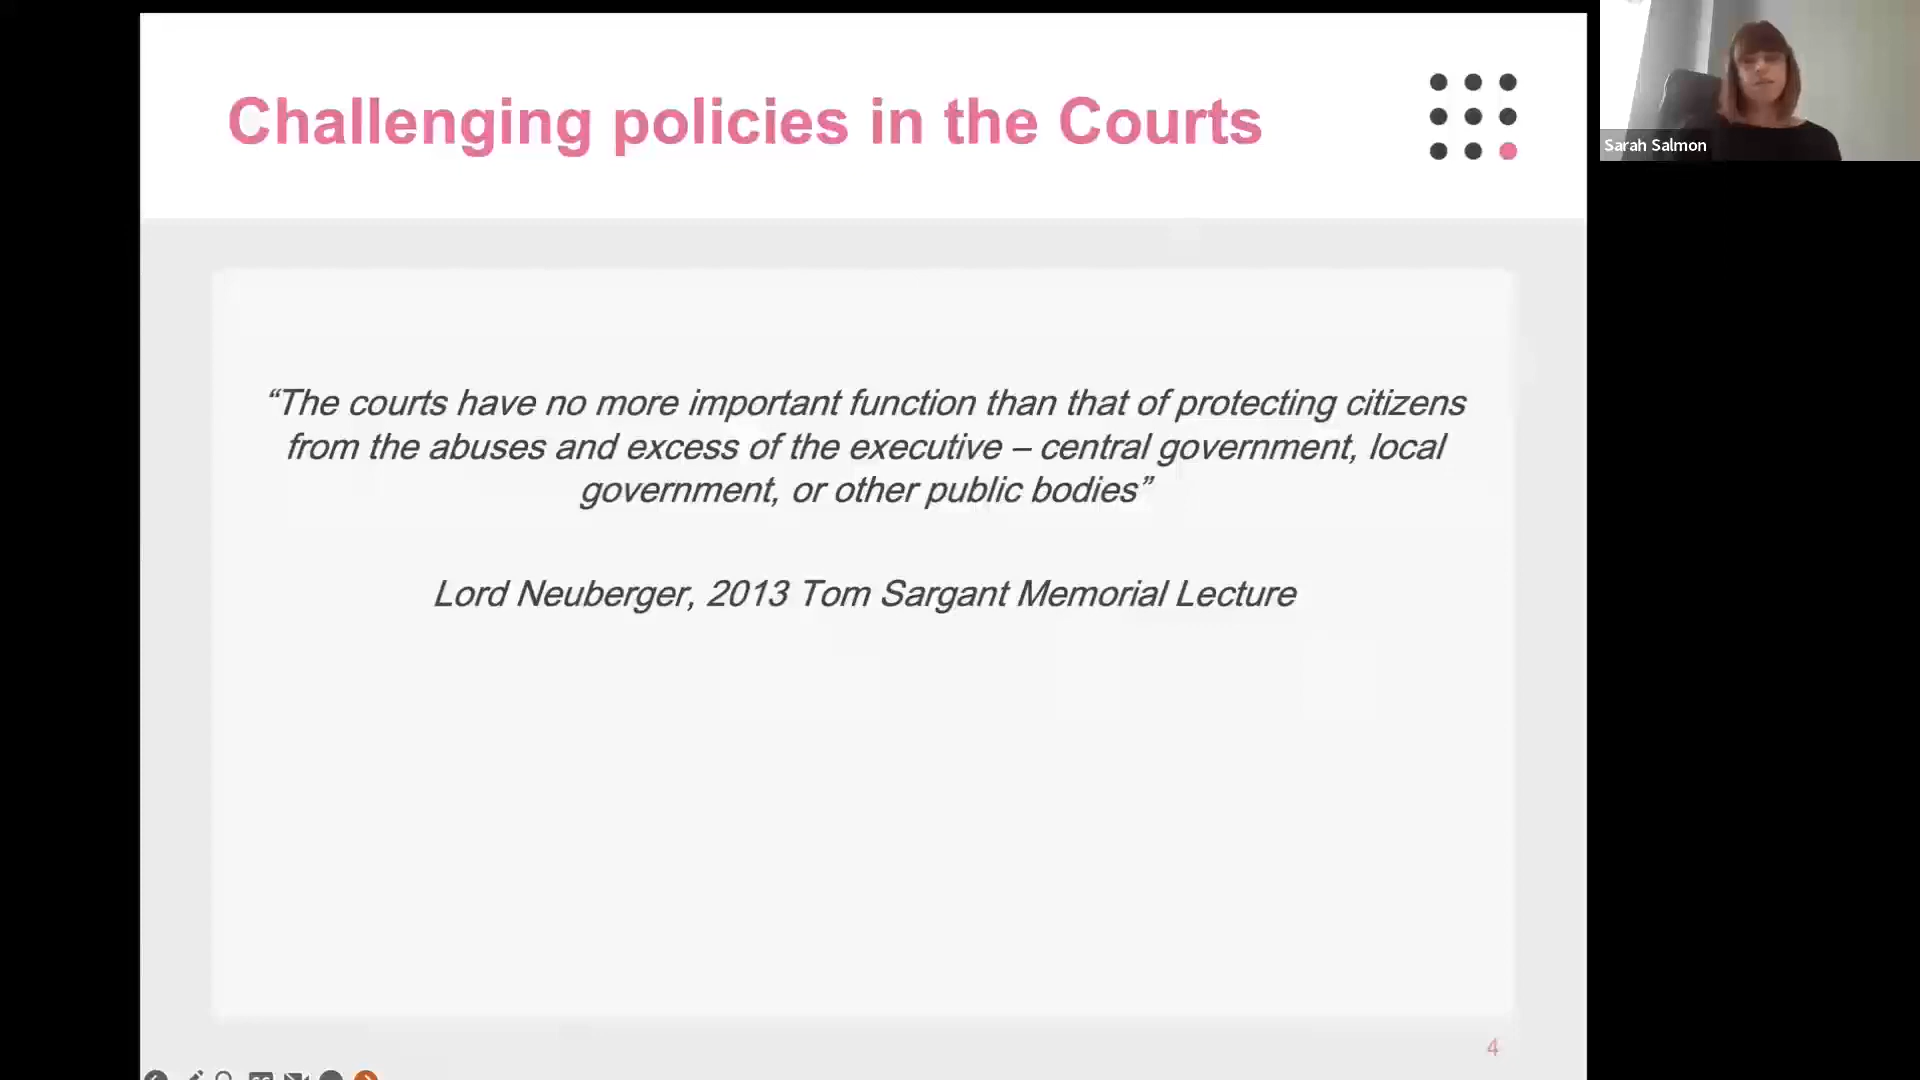 Challenging policies in the Courts
Sarah Salmon
“The courts have no more important function than that of protecting citizens
from the abuses and excess of the executive – central government, local
government, or other public bodies”
Lord Neuberger, 2013 Tom Sargant Memorial Lecture
4